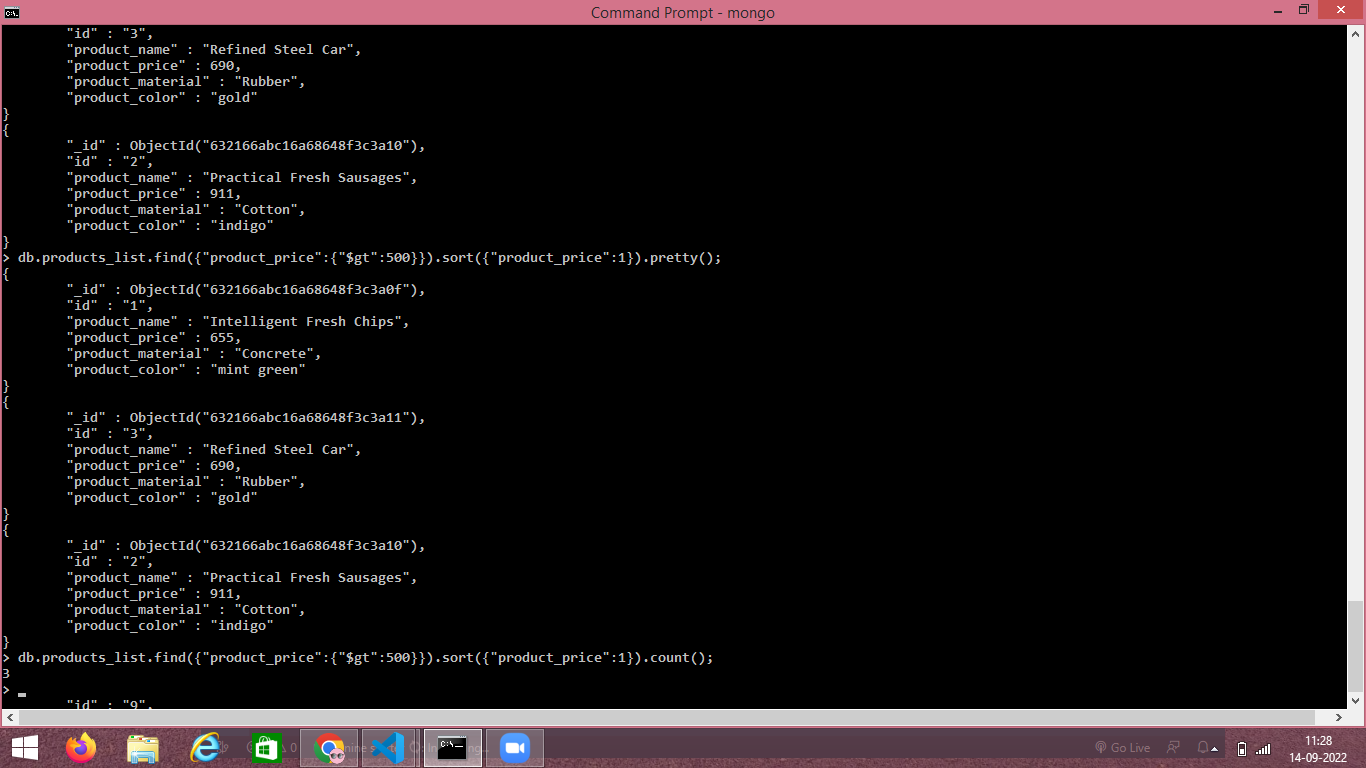 Command Prompt - mongo
"id" : "3",
"product_name" : "Refined Steel Car",
"product_price" : 690,
"product_material" : "Rubber",
"product_color" : "gold"
}
{
"_id" : ObjectId("632166abc16a68648f3c3a10"),
"id" : "2",
"product_name" : "Practical Fresh Sausages",
"product_price" : 911,
"product_material" : "Cotton",
"product_color" : "indigo"
}
> db.products_list.find({"product_price":{"$gt":500}}).sort({"product_price":1}).pretty();
{
"_id" : ObjectId("632166abc16a68648f3c3a0f"),
"id" : "1",
"product_name" : "Intelligent Fresh Chips",
"product_price" : 655,
"product_material" : "Concrete",
"product_color" : "mint green"
}
{
"_id" : ObjectId("632166abc16a68648f3c3a11"),
"id" : "3",
"product_name" : "Refined Steel Car",
"product_price" : 690,
"product_material" : "Rubber",
"product_color" : "gold"
}
{
"_id" : ObjectId("632166abc16a68648f3c3a10"),
"id" : "2",
"product_name" : "Practical Fresh Sausages",
"product_price" : 911,
"product_material" : "Cotton",
"product_color" : "indigo"
}
> db.products_list.find({"product_price":{"$gt":500}}).sort({"product_price":1}).count();
3
> _
"id" : "9",
0
Go Live
11:28
14-09-2022